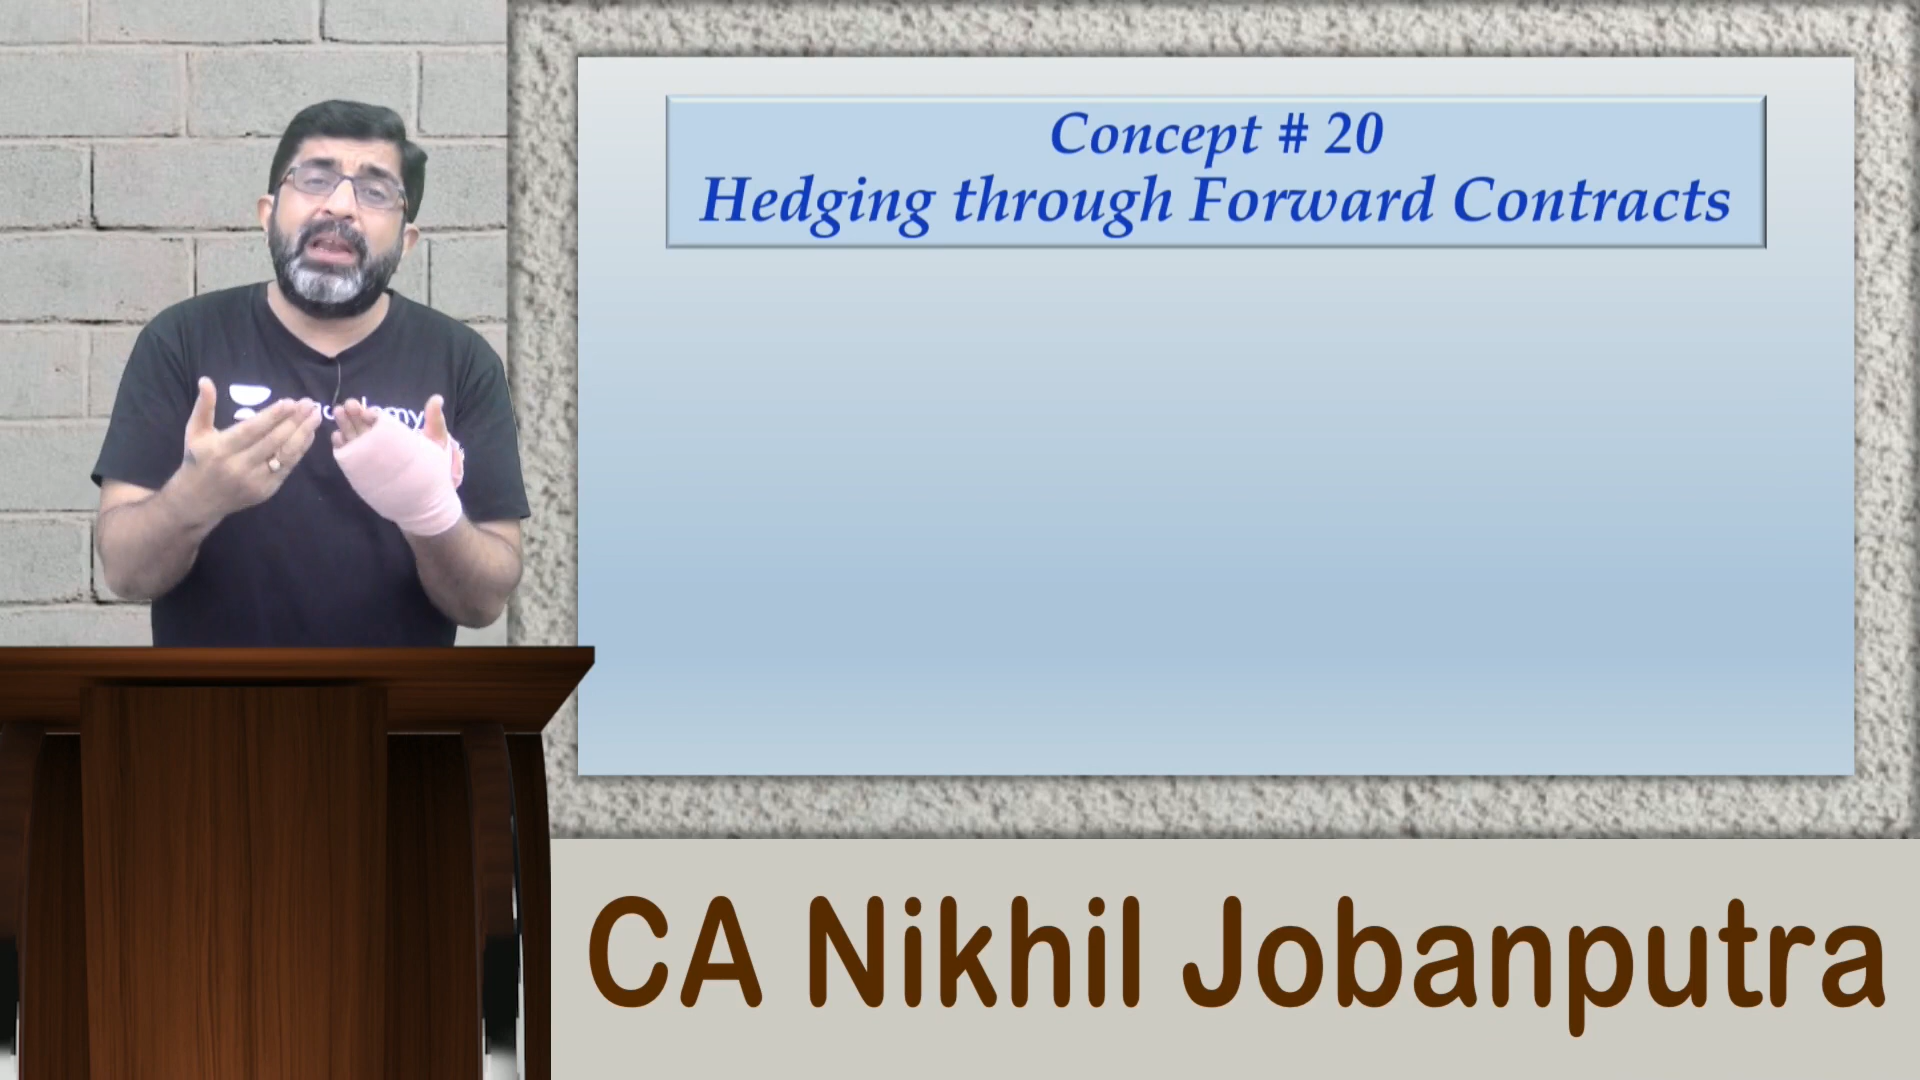 Concept # 20
Hedging through Forward Contracts
CA Nikhil Jobanputra